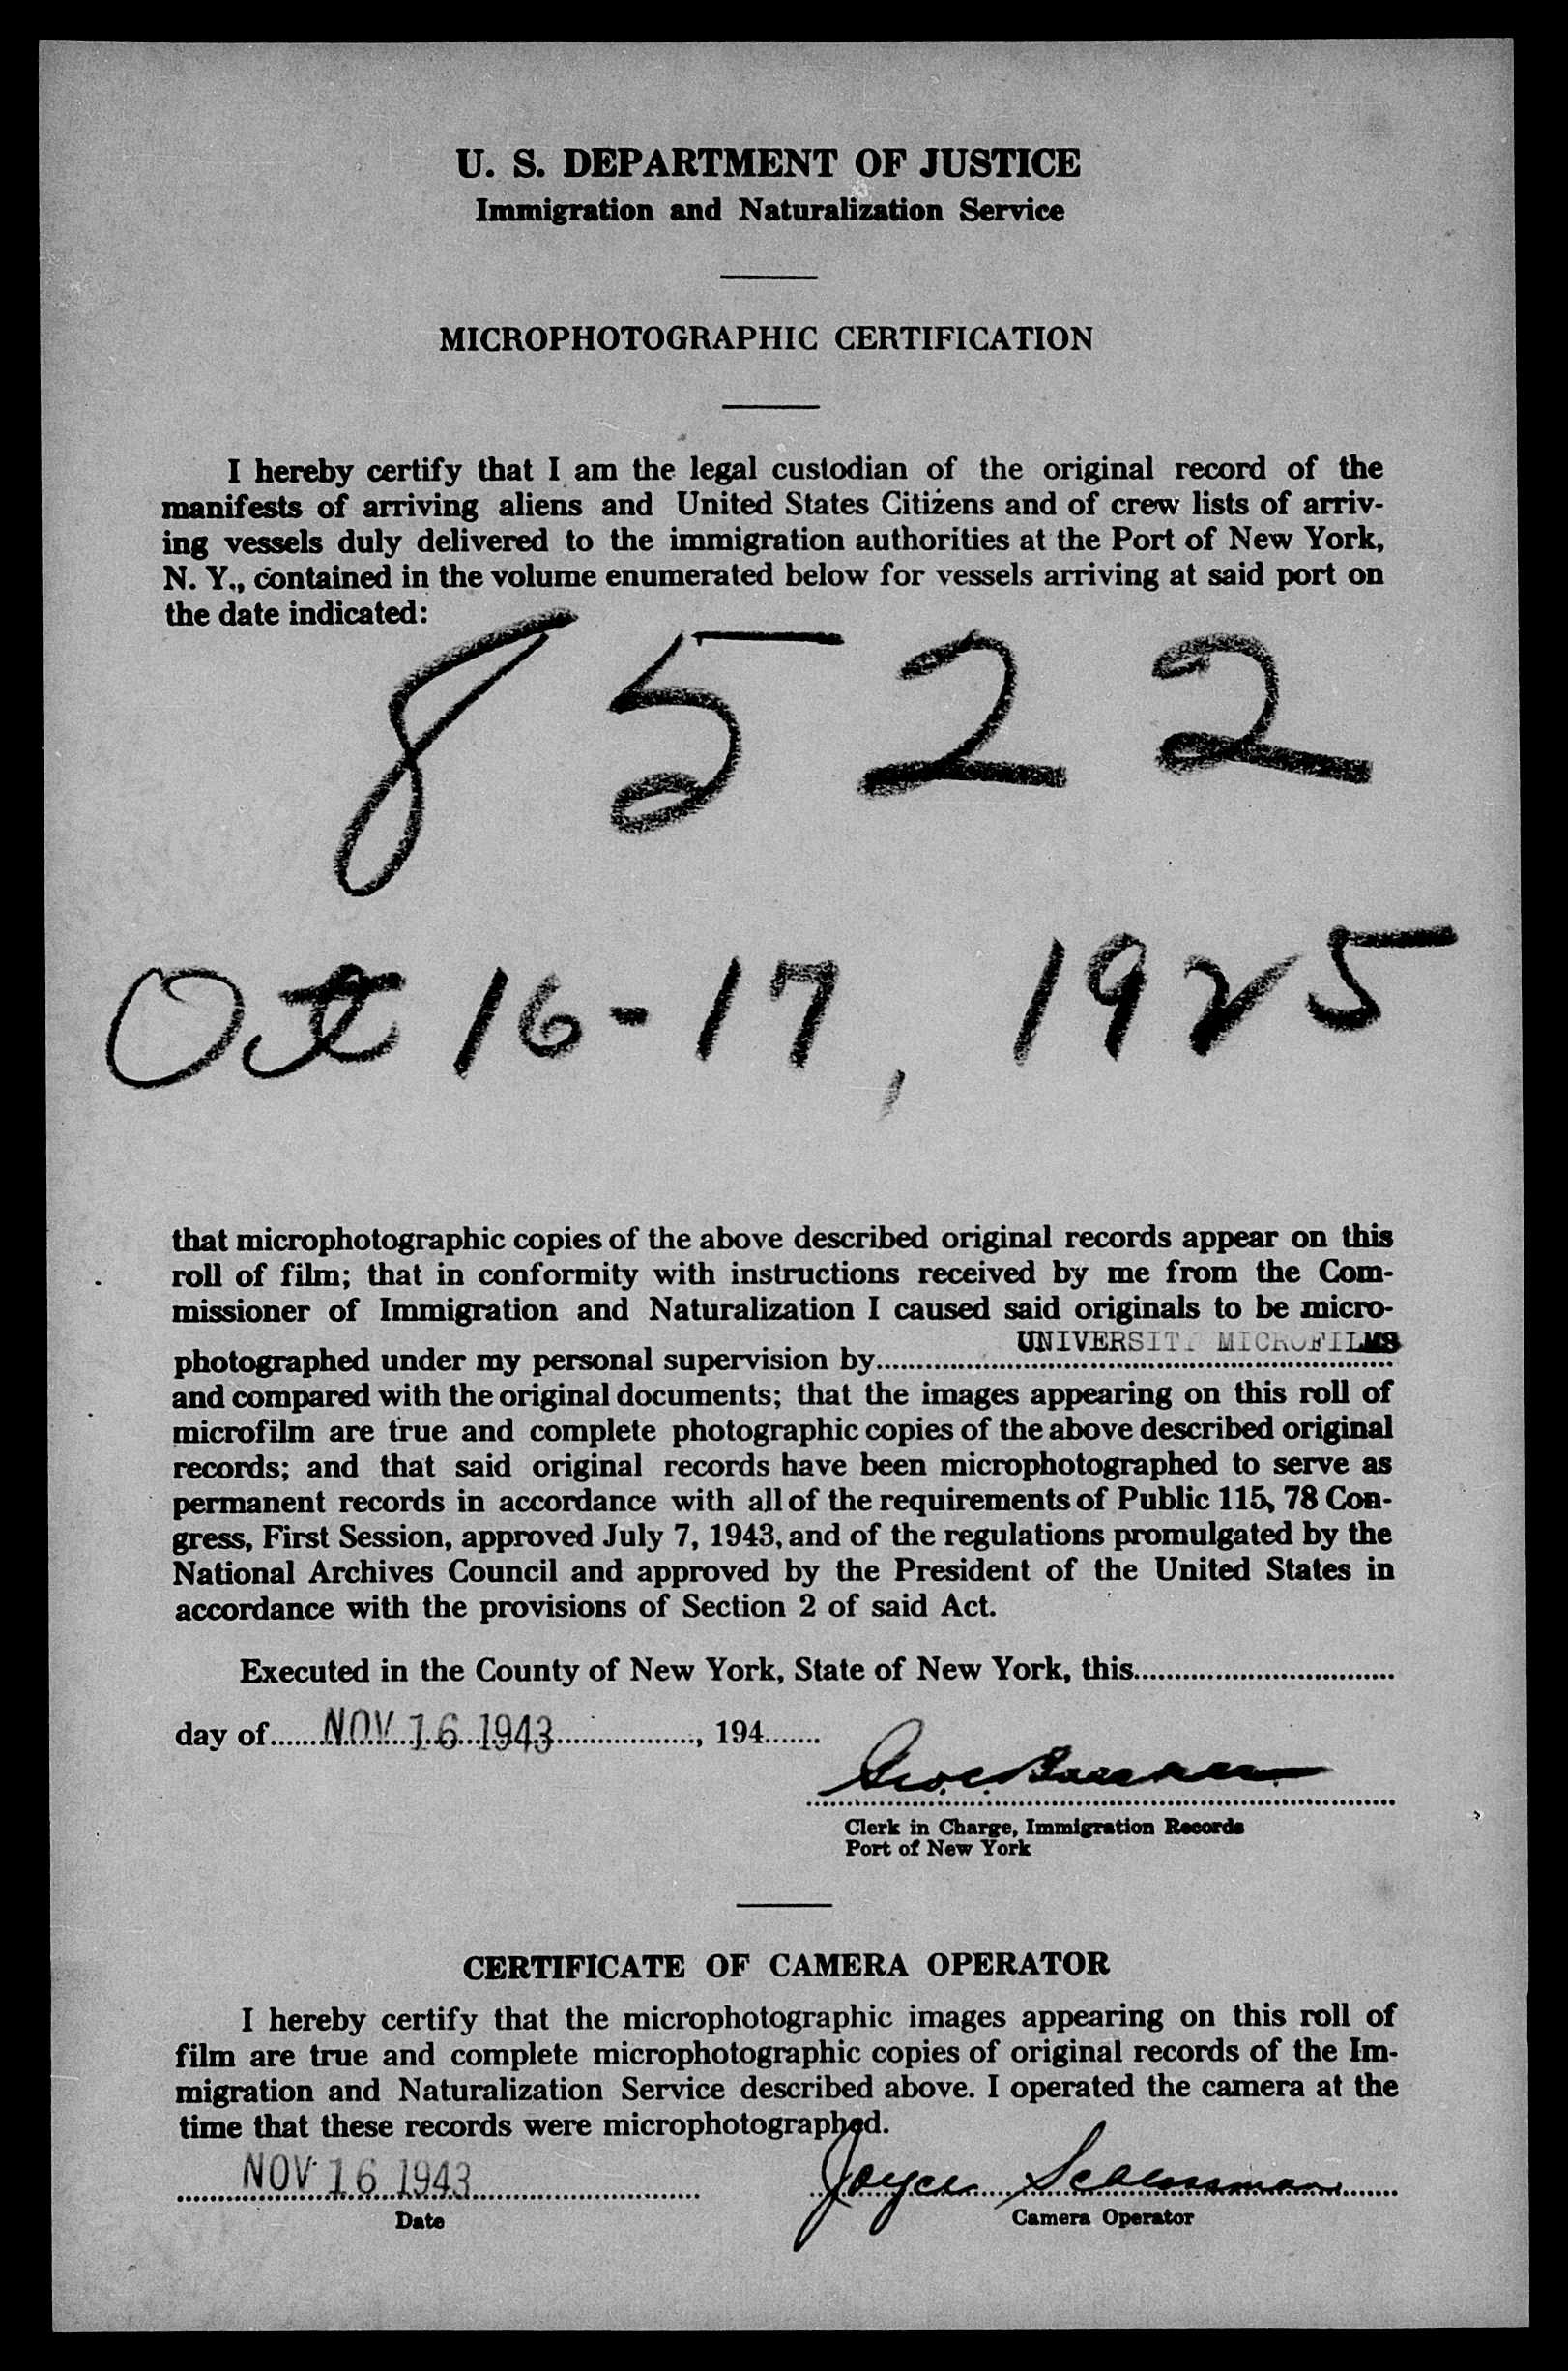 U. S. DEPARTMENT OF JUSTICE
Immigration and Naturalization Service
MICROPHOTOGRAPHIC CERTIFICATION
I hereby certify that I am the legal custodian of the original record of the
manifests of arriving aliens and United States Citizens and of crew lists of arriv-
ing vessels duly delivered to the immigration authorities at the Port of New York,
N. Y., contained in the volume enumerated below for vessels arriving at said port on
the date indicated:
8522
Oct 16-17, 1925
that microphotographic copies of the above described original records appear on this
roll of film; that in conformity with instructions received by me from the Com-
missioner of Immigration and Naturalization I caused said originals to be micro-
photographed under my personal supervision by UNIVERSITY MICROFILMS
and compared with the original documents; that the images appearing on this roll of
microfilm are true and complete photographic copies of the above described original
records; and that said original records have been microphotographed to serve as
permanent records in accordance with all of the requirements of Public 115, 78 Con-
gress, First Session, approved July 7, 1943, and of the regulations promulgated by the
National Archives Council and approved by the President of the United States in
accordance with the provisions of Section 2 of said Act.
Executed in the County of New York, State of New York, this
day of NOV 16 1943, 194
Geo. C.
Clerk in Charge, Immigration Records
Port of New York
CERTIFICATE OF CAMERA OPERATOR
I hereby certify that the microphotographic images appearing on this roll of
film are true and complete microphotographic copies of original records of the Im-
migration and Naturalization Service described above. I operated the camera at the
time that these records were microphotographed.
NOV 16 1943 Joyce
Date Camera Operator